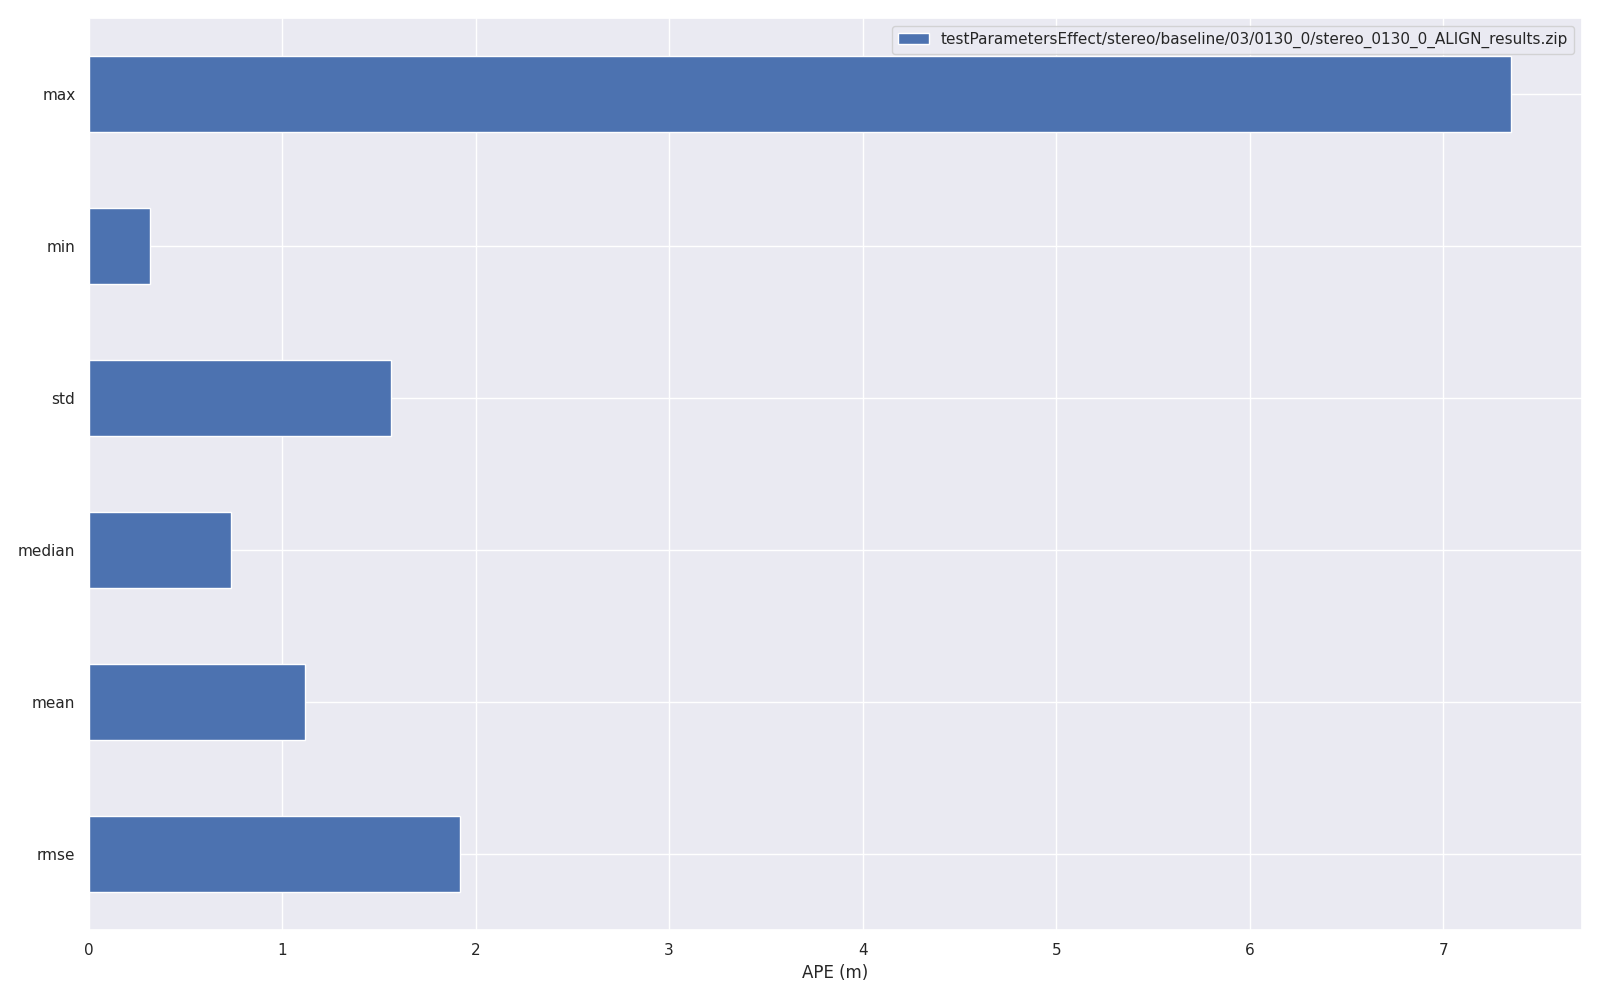 testParametersEffect/stereo/baseline/03/0130_0/stereo_0130_0_ALIGN_results.zip
max
min
std
median
mean
rmse
0 1 2 3 4 5 6 7
APE (m)